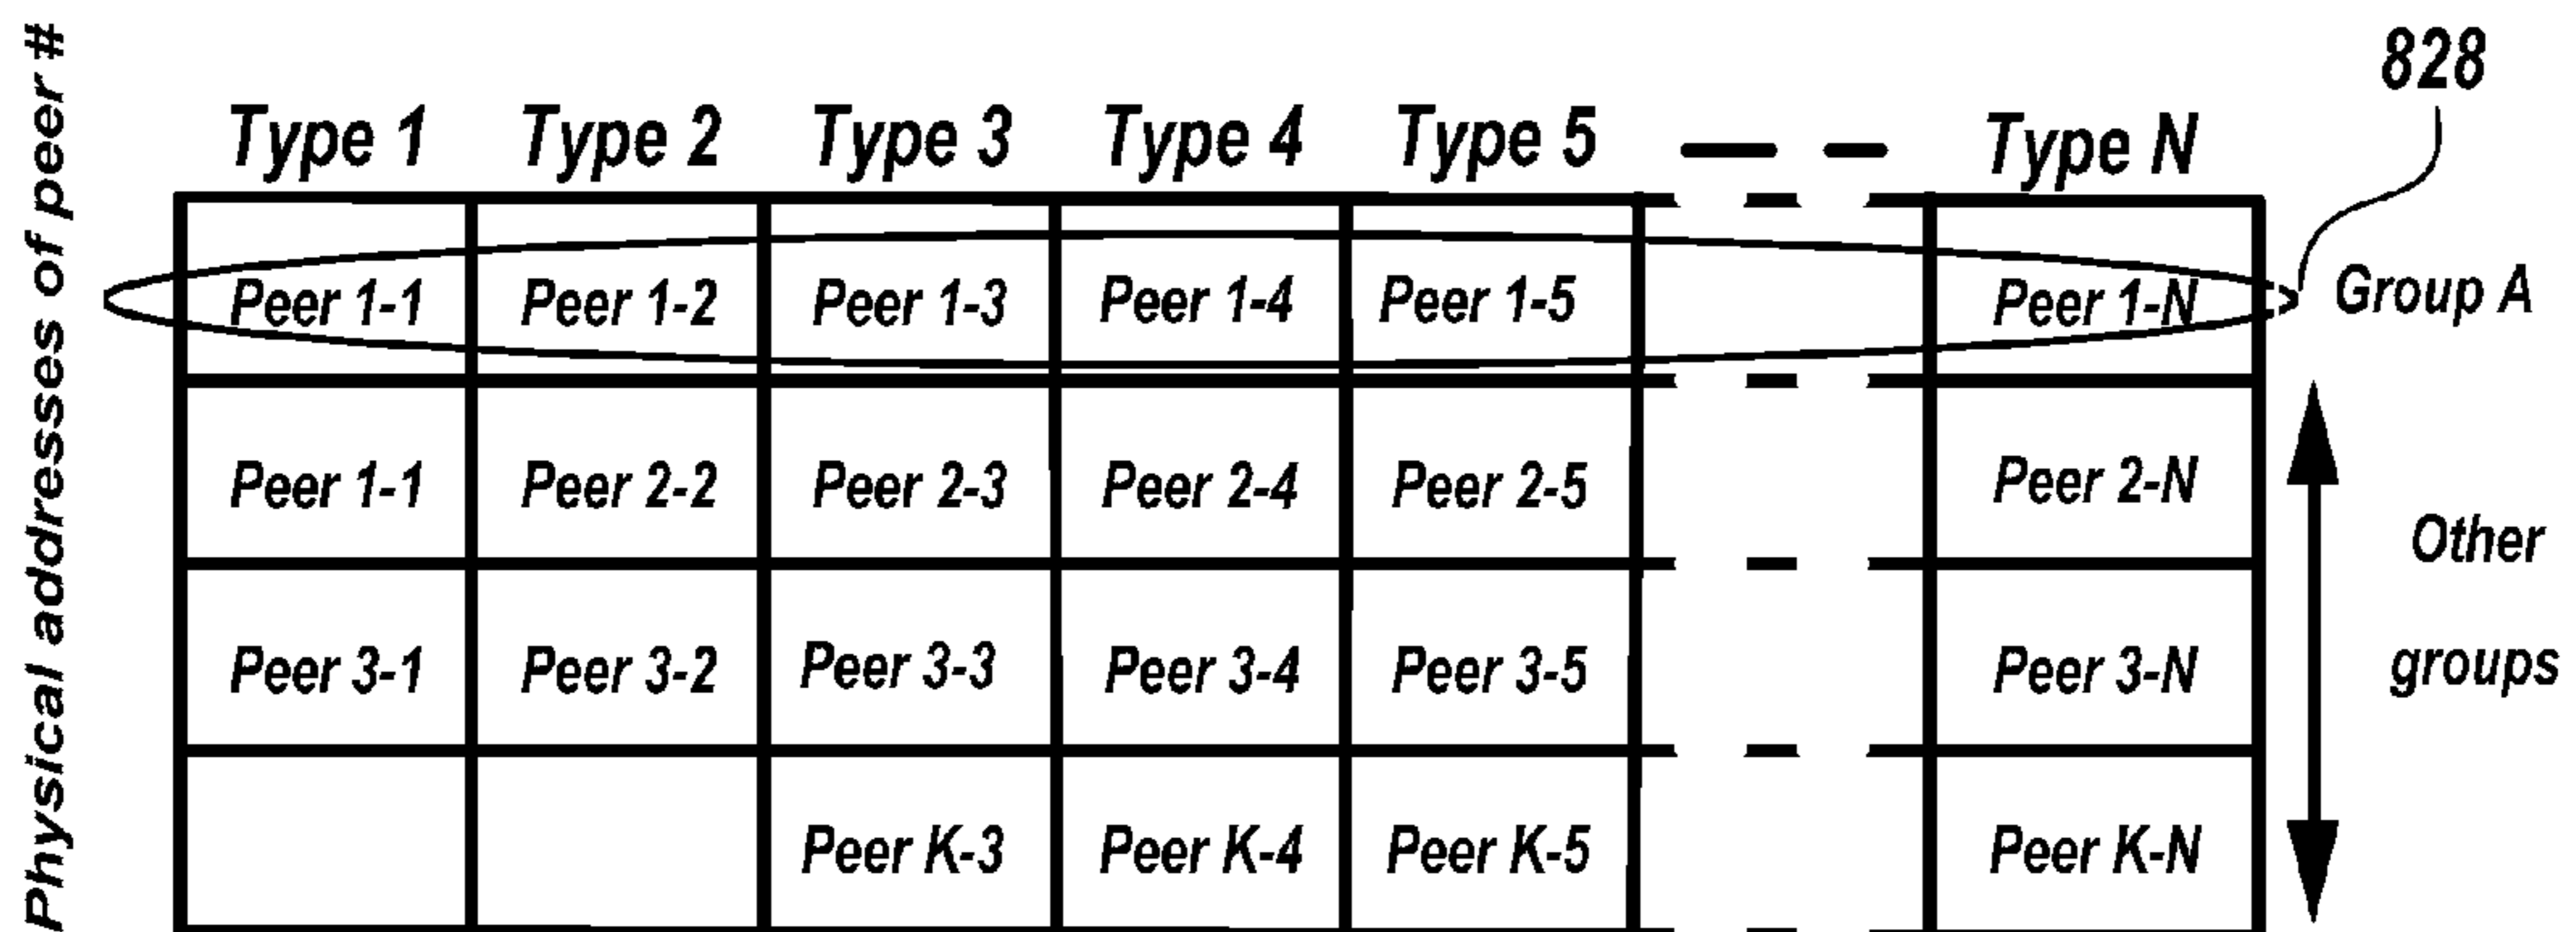 Physical addresses of peer #
828
Type 1 Type 2 Type 3 Type 4 Type 5 Type N
Peer 1-1 Peer 1-2 Peer 1-3 Peer 1-4 Peer 1-5 Peer 1-N Group A
Peer 1-1 Peer 2-2 Peer 2-3 Peer 2-4 Peer 2-5 Peer 2-N
Other
groups
Peer 3-1 Peer 3-2 Peer 3-3 Peer 3-4 Peer 3-5 Peer 3-N
Peer K-3 Peer K-4 Peer K-5 Peer K-N